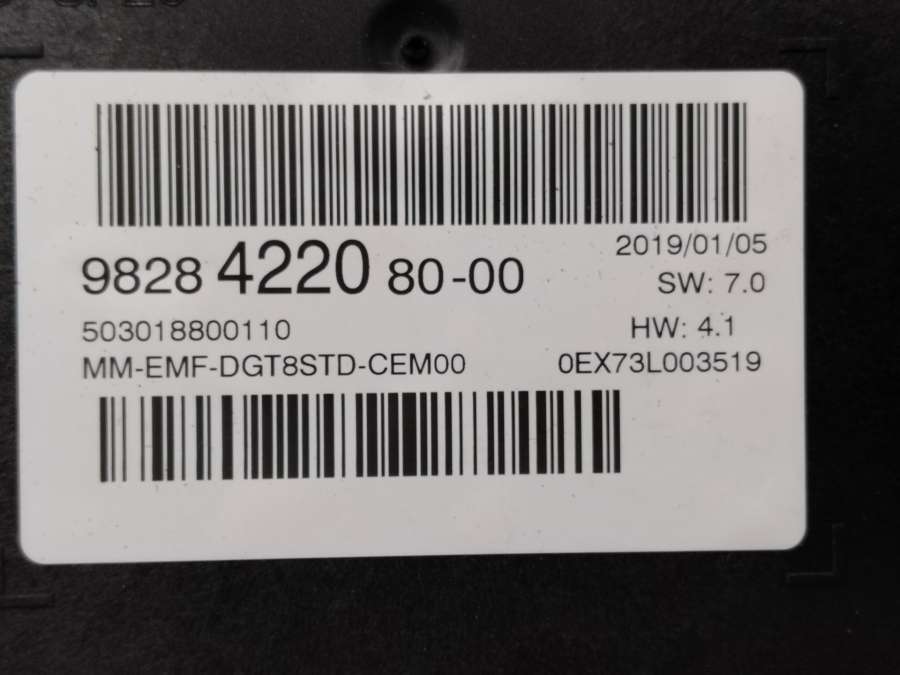 9828 4220 80-00
2019/01/05
SW: 7.0
503018800110
HW: 4.1
MM-EMF-DGT8STD-CEM00
0EX73L003519